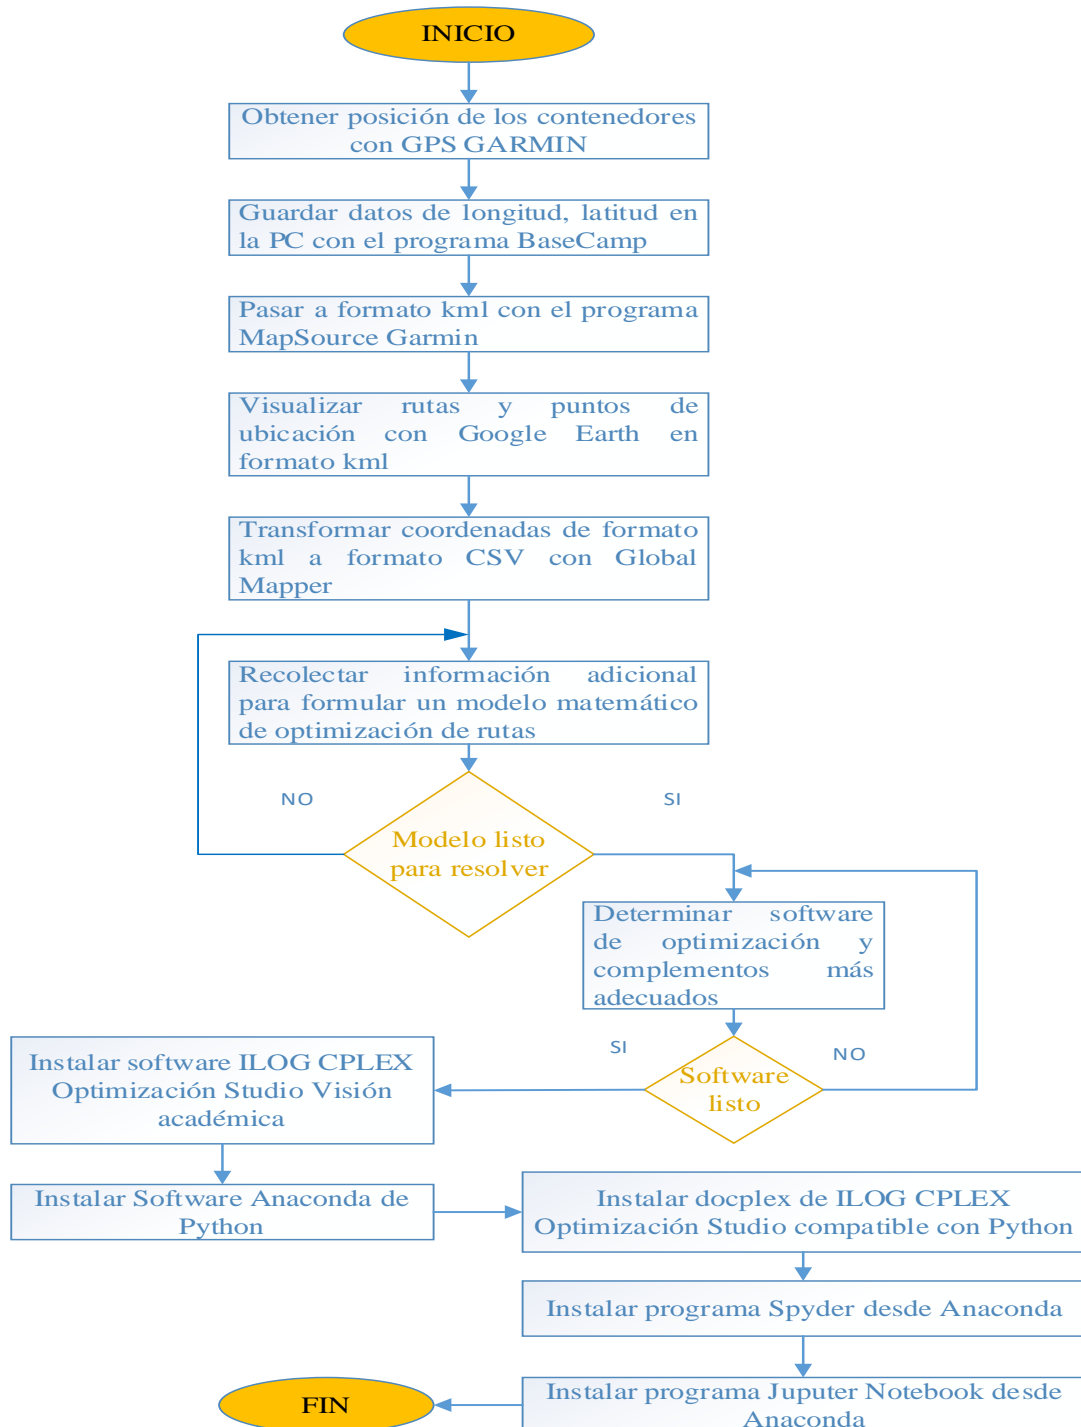 INICIO
Obtener posición de los contenedores
con GPS GARMIN
Guardar datos de longitud, latitud en
la PC con el programa BaseCamp
Pasar a formato kml con el programa
MapSource Garmin
Visualizar rutas y puntos de
ubicación con Google Earth en
formato kml
Transformar coordenadas de formato
kml a formato CSV con Global
Mapper
Recolectar información adicional
para formular un modelo matemático
de optimización de rutas
NO
SI
Modelo listo
para resolver
Determinar software
de optimización y
complementos más
adecuados
SI
NO
Software
listo
Instalar software ILOG CPLEX
Optimización Studio Visión
académica
Instalar Software Anaconda de
Python
Instalar docplex de ILOG CPLEX
Optimización Studio compatible con Python
Instalar programa Spyder desde Anaconda
Instalar programa Juputer Notebook desde
Anaconda
FIN